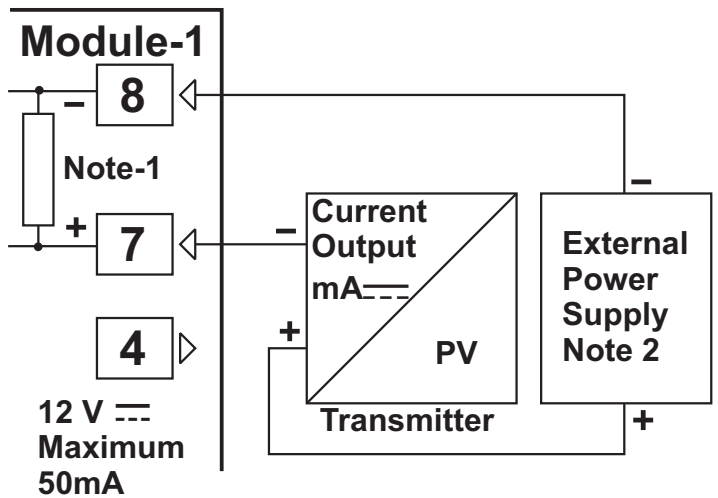 Module-1
8
–
Note-1
+
7
4
12 V ⎓
Maximum
50mA
–
Current
Output
mA⎓
+
PV
Transmitter
–
External
Power
Supply
Note 2
+